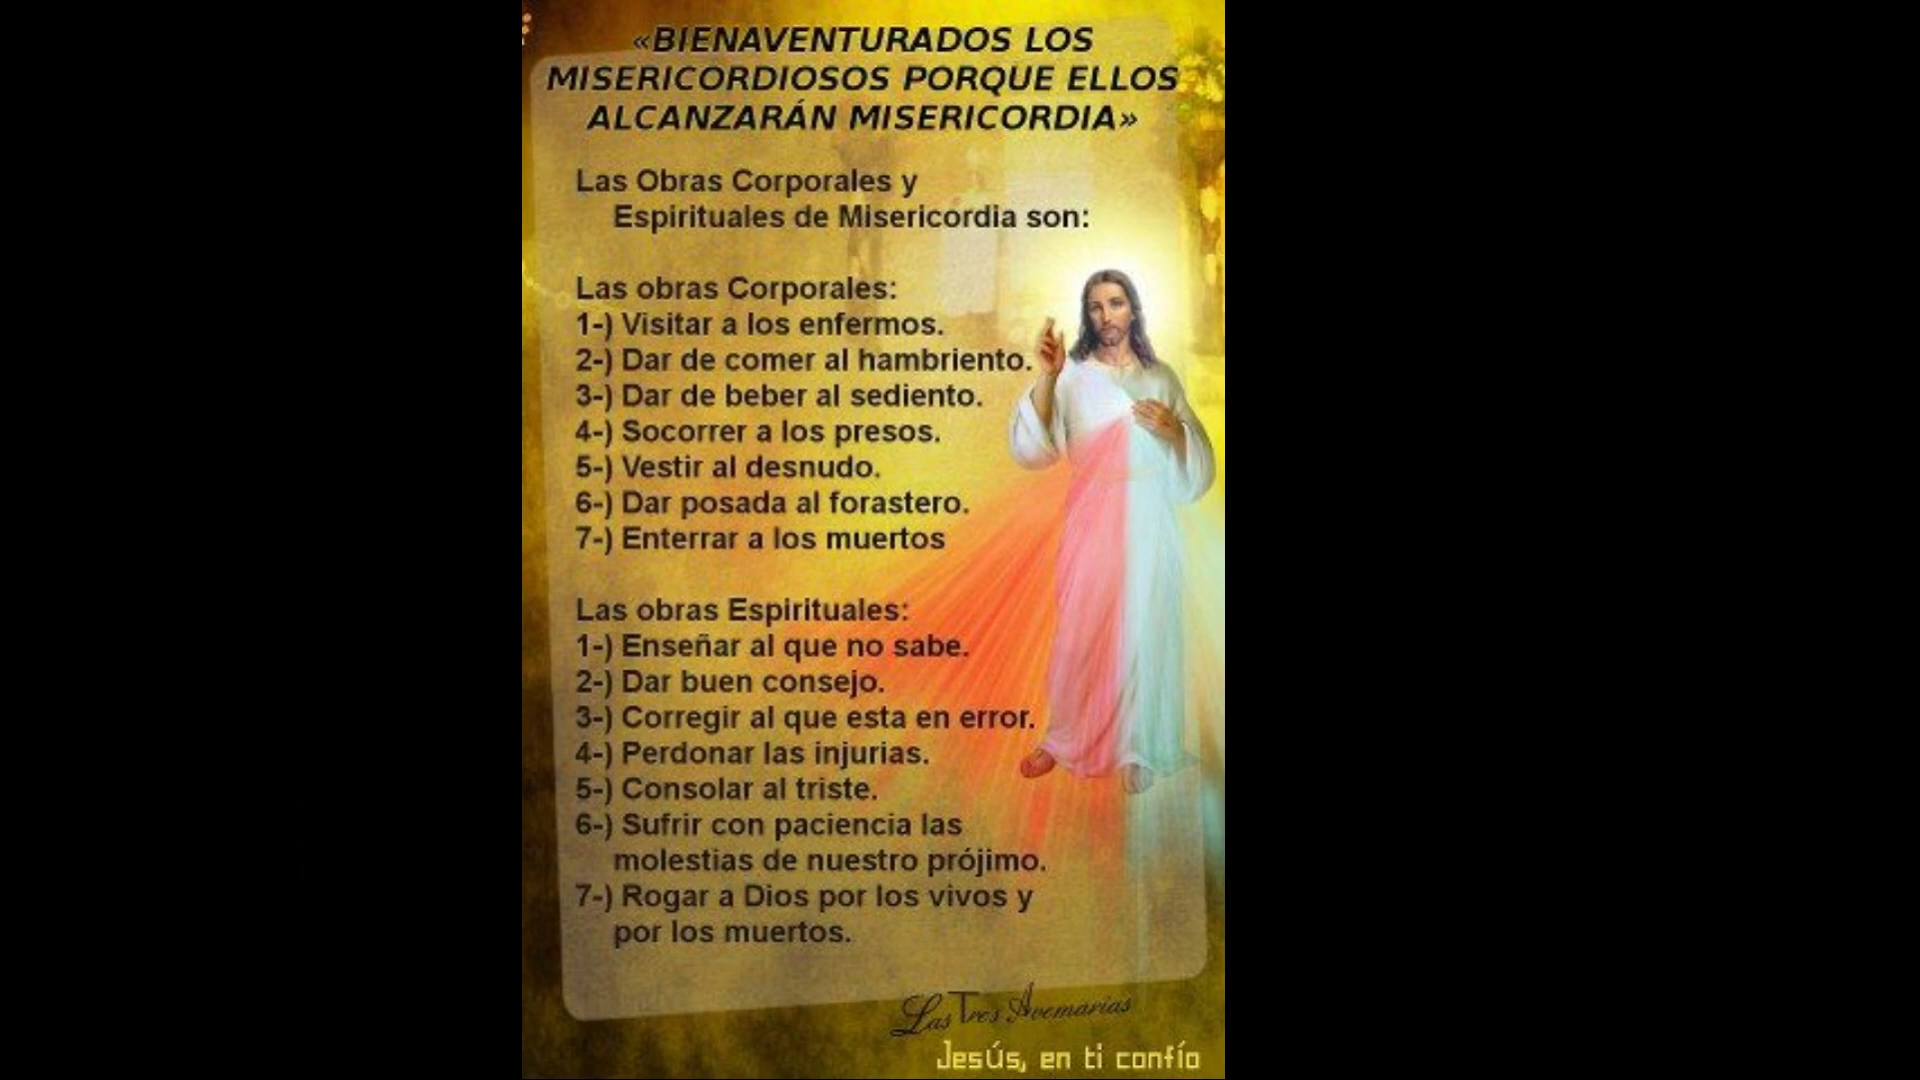 «BIENAVENTURADOS LOS
MISERICORDIOSOS PORQUE ELLOS
ALCANZARÁN MISERICORDIA»
Las Obras Corporales y
Espirituales de Misericordia son:
Las obras Corporales:
1-) Visitar a los enfermos.
2-) Dar de comer al hambriento.
3-) Dar de beber al sediento.
4-) Socorrer a los presos.
5-) Vestir al desnudo.
6-) Dar posada al forastero.
7-) Enterrar a los muertos
Las obras Espirituales:
1-) Enseñar al que no sabe.
2-) Dar buen consejo.
3-) Corregir al que esta en error.
4-) Perdonar las injurias.
5-) Consolar al triste.
6-) Sufrir con paciencia las
molestias de nuestro prójimo.
7-) Rogar a Dios por los vivos y
por los muertos.
Las Tres Avemarías
Jesús, en ti confío